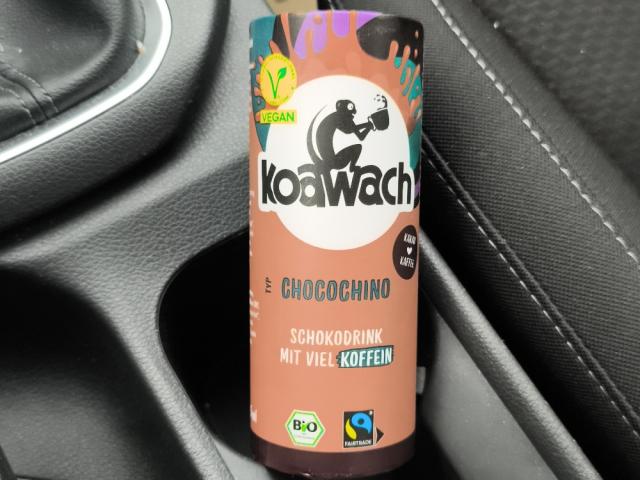 VEGAN
koawach
KAKAO
KAFFEE
TYP
CHOCOCHINO
SCHOKODRINK
MIT VIEL KOFFEIN
BIO
FAIRTRADE